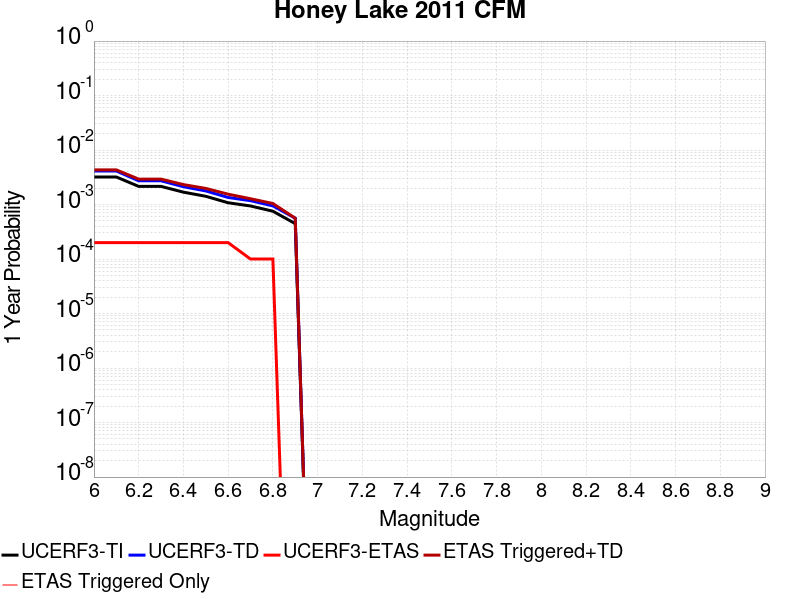 Honey Lake 2011 CFM
1 Year Probability
10^0
10^-1
10^-2
10^-3
10^-4
10^-5
10^-6
10^-7
10^-8
6 6.2 6.4 6.6 6.8 7 7.2 7.4 7.6 7.8 8 8.2 8.4 8.6 8.8 9
Magnitude
UCERF3-TI UCERF3-TD UCERF3-ETAS ETAS Triggered+TD
ETAS Triggered Only